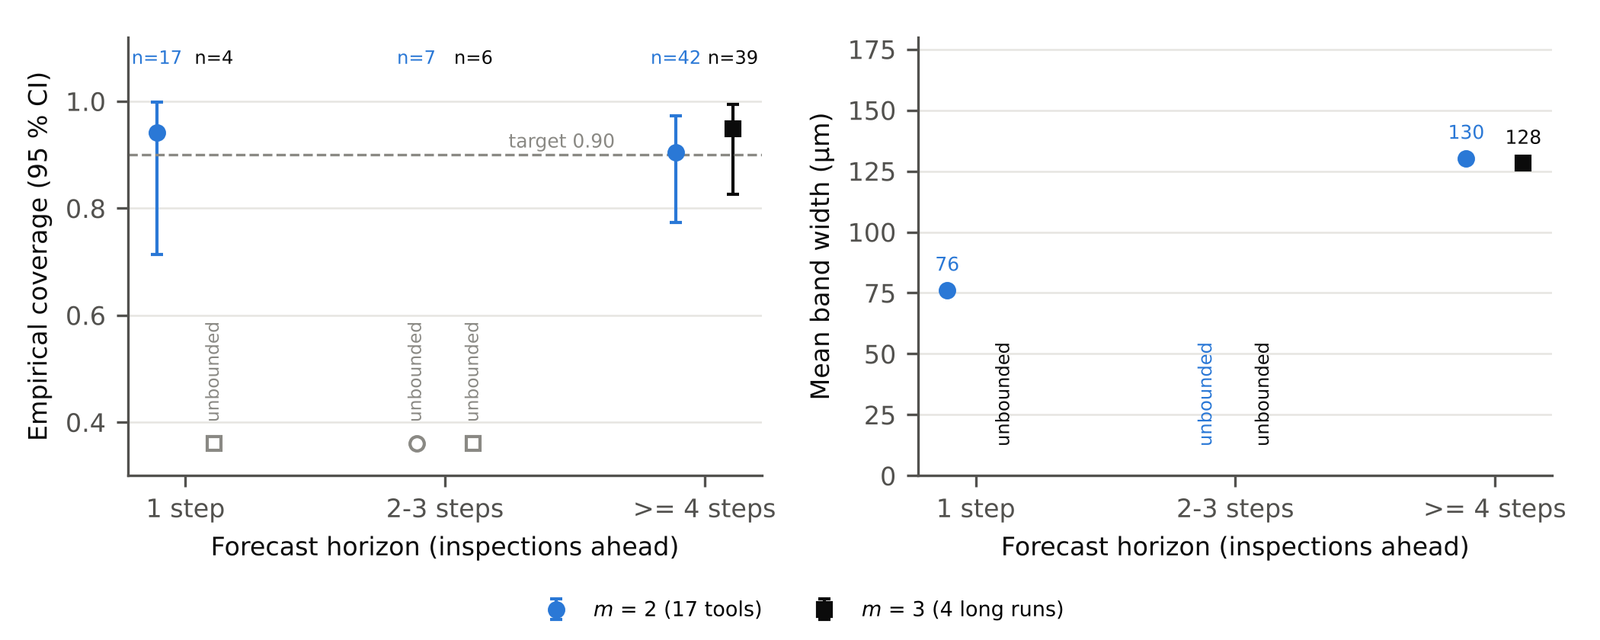 n=17 n=4 n=7 n=6 n=42 n=39
Empirical coverage (95 % CI)
1.0
0.8
0.6
0.4
target 0.90
unbounded
unbounded
unbounded
1 step 2-3 steps >= 4 steps
Forecast horizon (inspections ahead)
Mean band width (µm)
175
150
125
100
75
50
25
0
76
130
128
unbounded
unbounded
unbounded
1 step 2-3 steps >= 4 steps
Forecast horizon (inspections ahead)
m = 2 (17 tools) m = 3 (4 long runs)